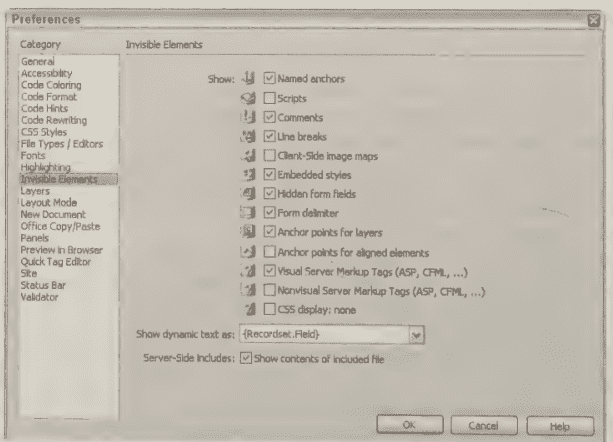 Preferences
Category
Invisible Elements
General
Accessibility
Code Coloring
Code Format
Code Hints
Code Rewriting
CSS Styles
File Types / Editors
Fonts
Highlighting
Invisible Elements
Layers
Layout Mode
New Document
Office Copy/Paste
Panels
Preview in Browser
Quick Tag Editor
Site
Status Bar
Validator
Show:
Named anchors
Scripts
Comments
Line breaks
Client-Side image maps
Embedded styles
Hidden form fields
Form delimiter
Anchor points for layers
Anchor points for aligned elements
Visual Server Markup Tags (ASP, CFML, ...)
Nonvisual Server Markup Tags (ASP, CFML, ...)
CSS display: none
Show dynamic text as: {Recordset.Field}
Server-Side Includes: Show contents of included file
OK Cancel Help